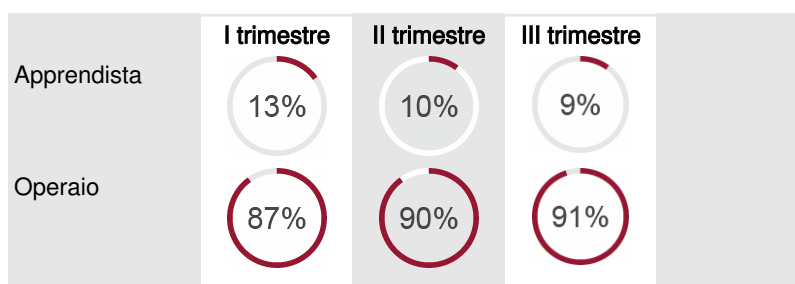 I trimestre II trimestre III trimestre
Apprendista
13% 10% 9%
Operaio
87% 90% 91%